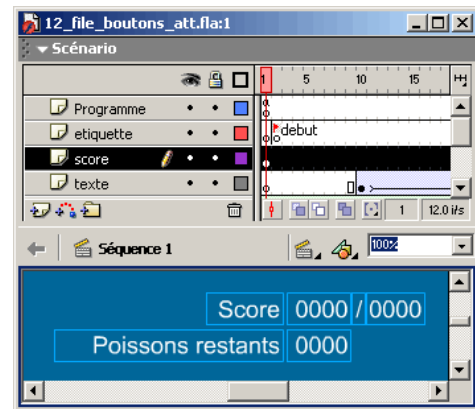 12_file_boutons_att.fla:1
Scénario
1 5 10 15
Programme
etiquette debut
score
texte
1 12.0 i/s
Séquence 1 100%
Score 0000 / 0000
Poissons restants 0000